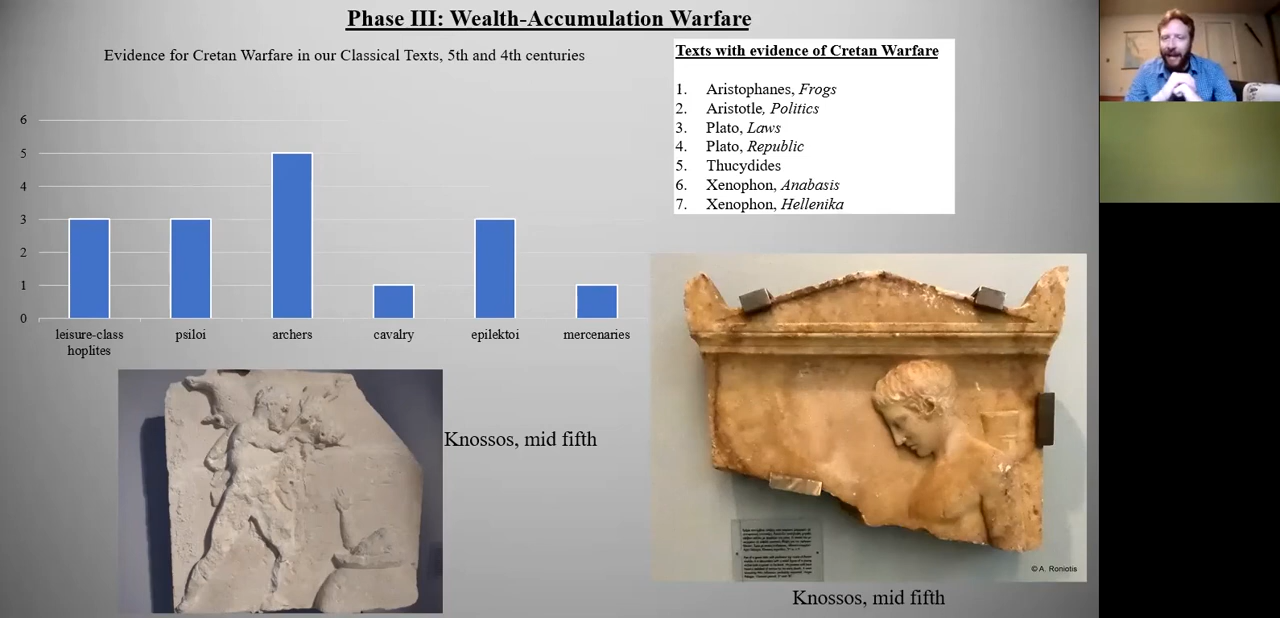 Phase III: Wealth-Accumulation Warfare
Evidence for Cretan Warfare in our Classical Texts, 5th and 4th centuries
6
5
4
3
2
1
0
leisure-class
hoplites
psiloi
archers
cavalry
epilektoi
mercenaries
Texts with evidence of Cretan Warfare
1. Aristophanes, Frogs
2. Aristotle, Politics
3. Plato, Laws
4. Plato, Republic
5. Thucydides
6. Xenophon, Anabasis
7. Xenophon, Hellenika
Knossos, mid fifth
© A. Roniotis
Knossos, mid fifth